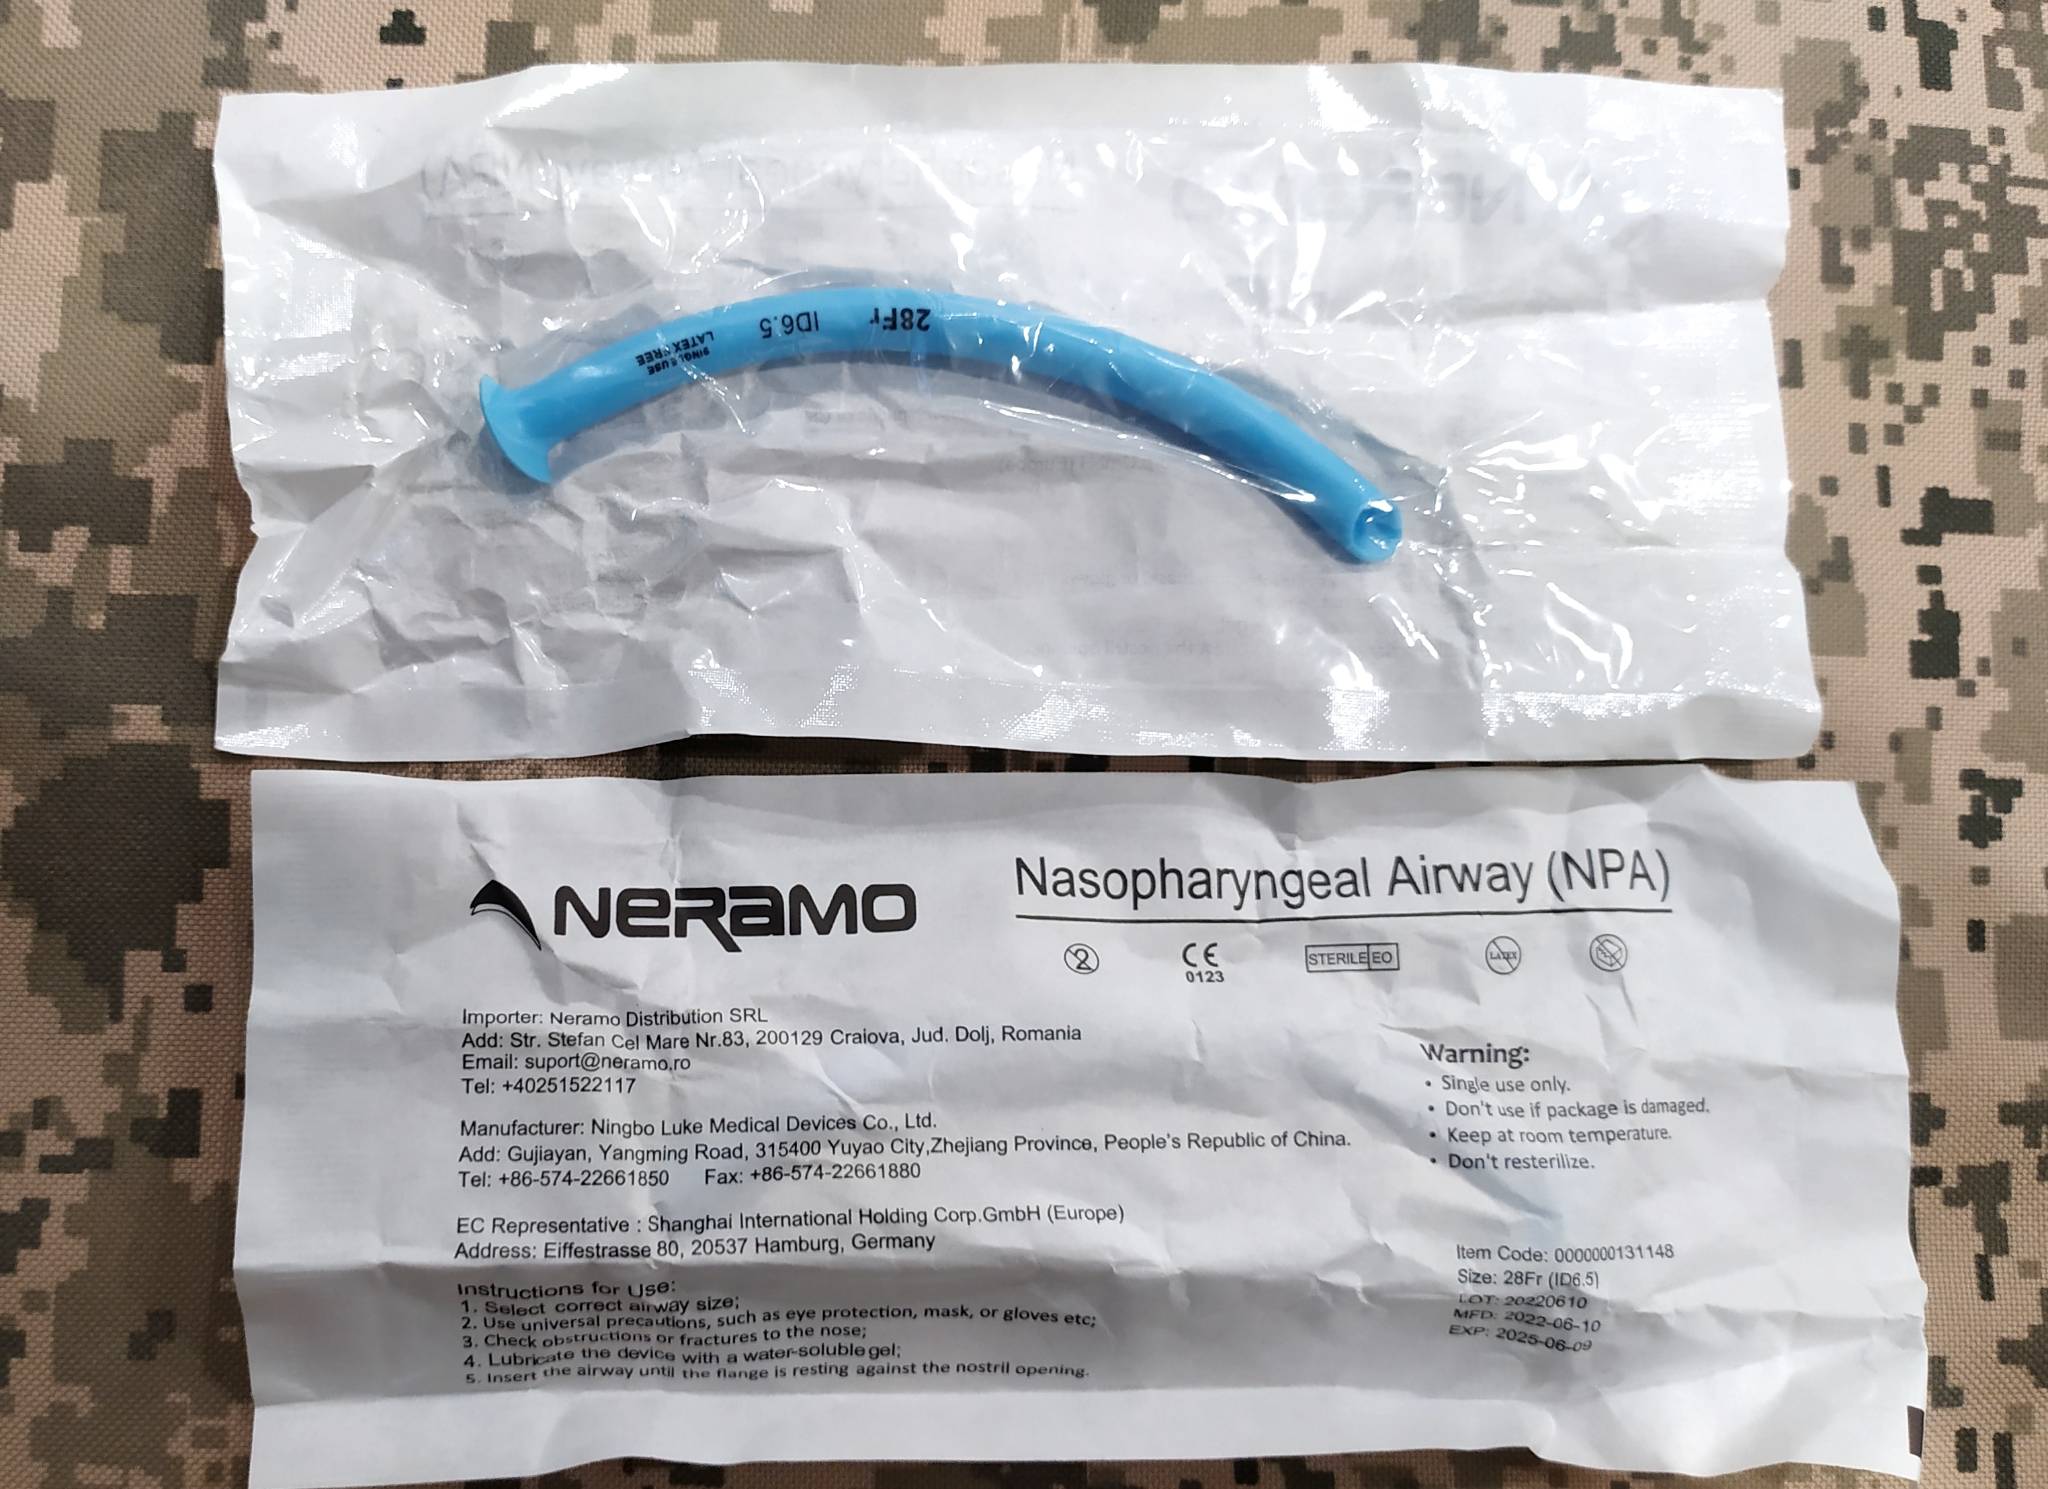 28Fr ID6.5 SINGLE USE
LATEX FREE
NERAMO
Nasopharyngeal Airway (NPA)
2
CE
0123
STERILE EO
LATEX
Importer: Neramo Distribution SRL
Add: Str. Stefan Cel Mare Nr.83, 200129 Craiova, Jud. Dolj, Romania
Email: suport@neramo.ro
Tel: +40251522117
Manufacturer: Ningbo Luke Medical Devices Co., Ltd.
Add: Gujiayan, Yangming Road, 315400 Yuyao City,Zhejiang Province, People's Republic of China.
Tel: +86-574-22661850 Fax: +86-574-22661880
EC Representative : Shanghai International Holding Corp.GmbH (Europe)
Address: Eiffestrasse 80, 20537 Hamburg, Germany
Instructions for Use:
1. Select correct airway size;
2. Use universal precautions, such as eye protection, mask, or gloves etc;
3. Check obstructions or fractures to the nose;
4. Lubricate the device with a water-soluble gel;
5. Insert the airway until the flange is resting against the nostril opening.
Warning:
• Single use only.
• Don't use if package is damaged.
• Keep at room temperature.
• Don't resterilize.
Item Code: 0000000131148
Size: 28Fr (ID6.5)
LOT: 20220610
MFD: 2022-06-10
EXP: 2025-06-09